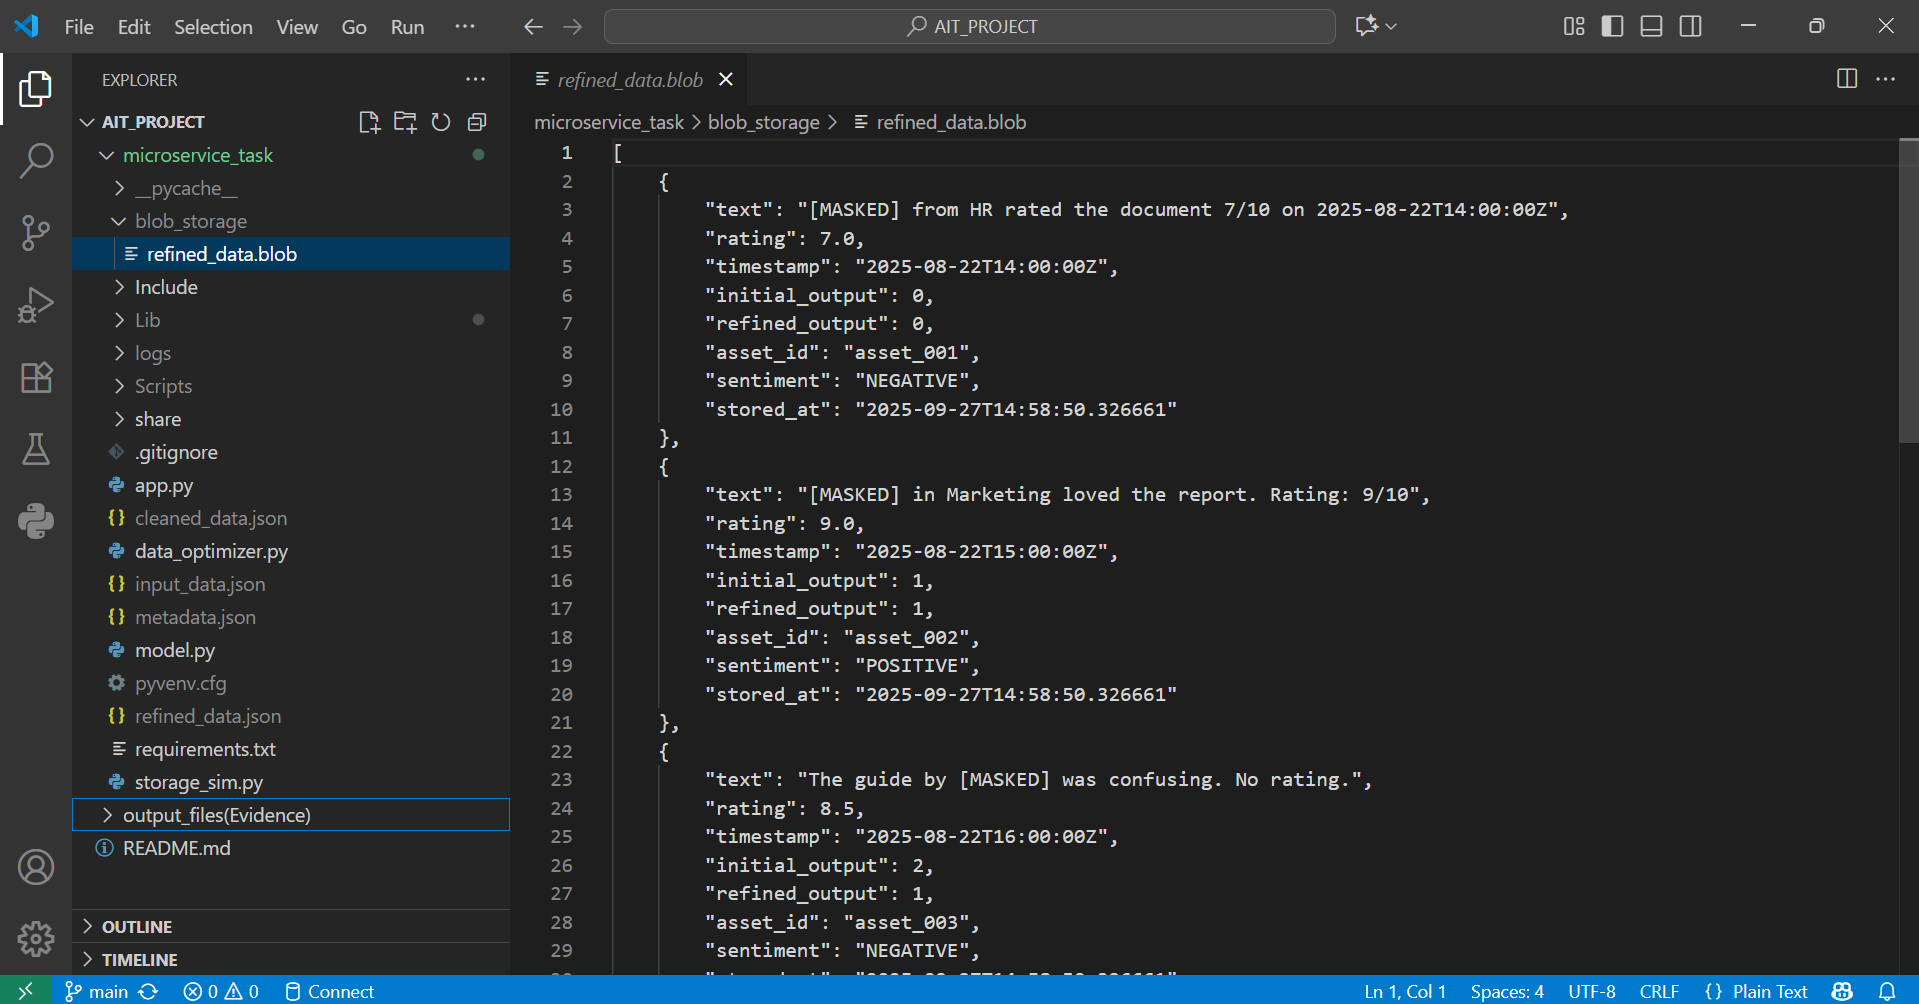 File Edit Selection View Go Run ···
AIT_PROJECT
EXPLORER
AIT_PROJECT
microservice_task
__pycache__
blob_storage
refined_data.blob
Include
Lib
logs
Scripts
share
.gitignore
app.py
cleaned_data.json
data_optimizer.py
input_data.json
metadata.json
model.py
pyvenv.cfg
refined_data.json
requirements.txt
storage_sim.py
output_files(Evidence)
README.md
OUTLINE
TIMELINE
refined_data.blob
microservice_task > blob_storage > refined_data.blob
1 [
2 {
3 "text": "[MASKED] from HR rated the document 7/10 on 2025-08-22T14:00:00Z",
4 "rating": 7.0,
5 "timestamp": "2025-08-22T14:00:00Z",
6 "initial_output": 0,
7 "refined_output": 0,
8 "asset_id": "asset_001",
9 "sentiment": "NEGATIVE",
10 "stored_at": "2025-09-27T14:58:50.326661"
11 },
12 {
13 "text": "[MASKED] in Marketing loved the report. Rating: 9/10",
14 "rating": 9.0,
15 "timestamp": "2025-08-22T15:00:00Z",
16 "initial_output": 1,
17 "refined_output": 1,
18 "asset_id": "asset_002",
19 "sentiment": "POSITIVE",
20 "stored_at": "2025-09-27T14:58:50.326661"
21 },
22 {
23 "text": "The guide by [MASKED] was confusing. No rating.",
24 "rating": 8.5,
25 "timestamp": "2025-08-22T16:00:00Z",
26 "initial_output": 2,
27 "refined_output": 1,
28 "asset_id": "asset_003",
29 "sentiment": "NEGATIVE",
main 0 0 Connect Ln 1, Col 1 Spaces: 4 UTF-8 CRLF {} Plain Text